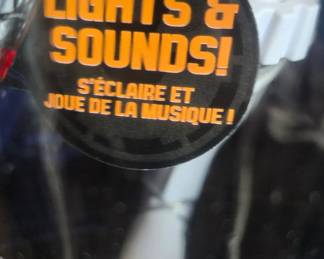 LIGHTS &
SOUNDS!
S'ÉCLAIRE ET
JOUE DE LA MUSIQUE !